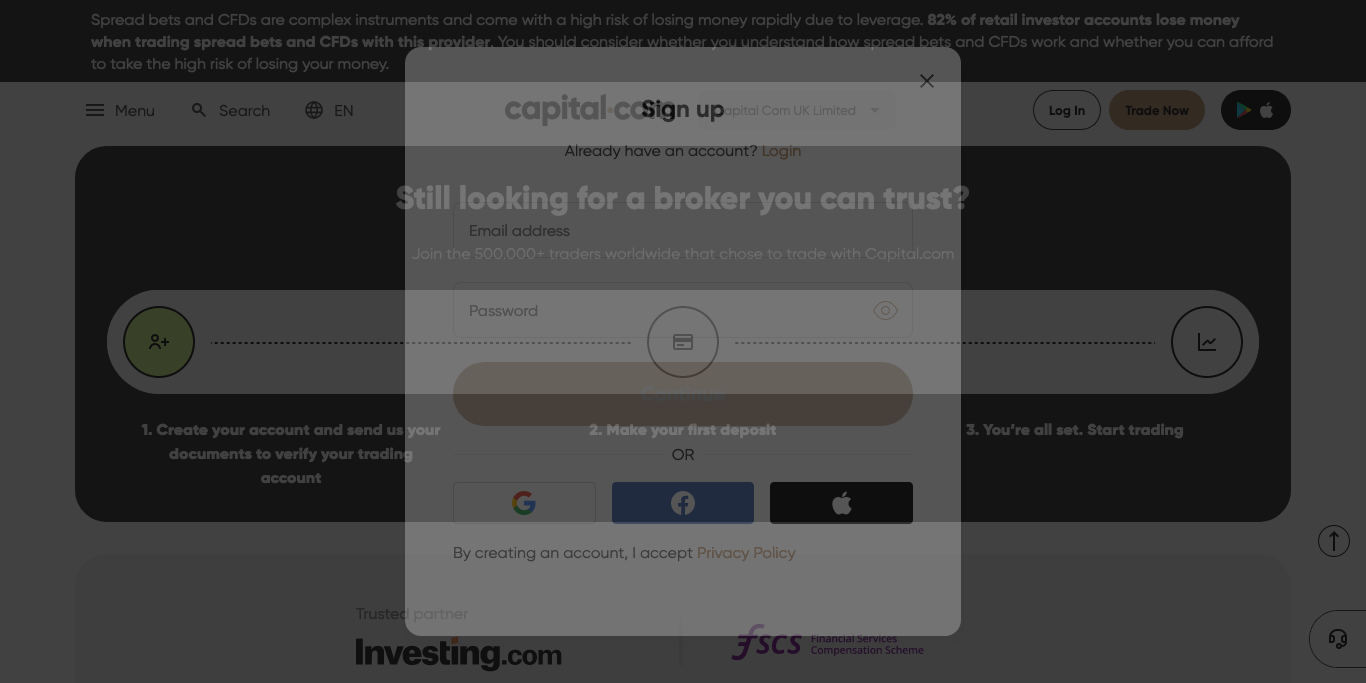 Spread bets and CFDs are complex instruments and come with a high risk of losing money rapidly due to leverage. 82% of retail investor accounts lose money
when trading spread bets and CFDs with this provider. You should consider whether you understand how spread bets and CFDs work and whether you can afford
to take the high risk of losing your money.
Menu
Search
EN
capital.com
Capital Com UK Limited
Log In
Trade Now
Sign up
Already have an account? Login
Still looking for a broker you can trust?
Email address
Join the 500.000+ traders worldwide that chose to trade with Capital.com
Password
Continue
1. Create your account and send us your
documents to verify your trading
account
2. Make your first deposit
3. You’re all set. Start trading
OR
By creating an account, I accept Privacy Policy
Trusted partner
Investing.com
fscs Financial Services
Compensation Scheme